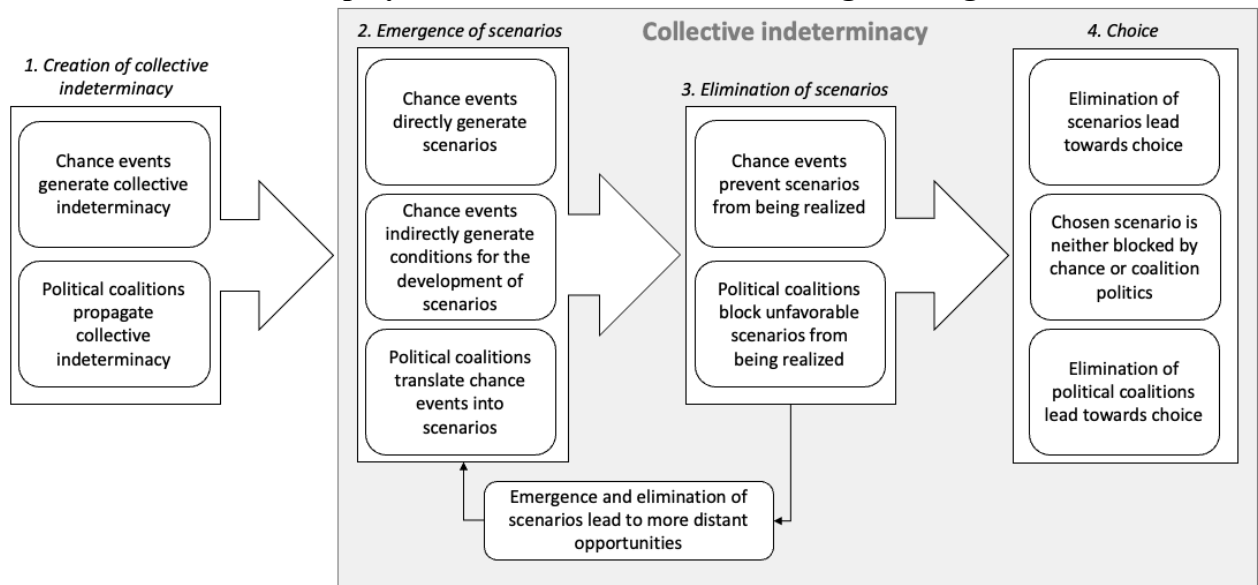 Collective indeterminacy
1. Creation of collective
indeterminacy
Chance events
generate collective
indeterminacy
Political coalitions
propagate
collective
indeterminacy
2. Emergence of scenarios
Chance events
directly generate
scenarios
Chance events
indirectly generate
conditions for the
development of
scenarios
Political coalitions
translate chance
events into
scenarios
3. Elimination of scenarios
Chance events
prevent scenarios
from being realized
Political coalitions
block unfavorable
scenarios from
being realized
Emergence and elimination of
scenarios lead to more distant
opportunities
4. Choice
Elimination of
scenarios lead
towards choice
Chosen scenario is
neither blocked by
chance or coalition
politics
Elimination of
political coalitions
lead towards choice